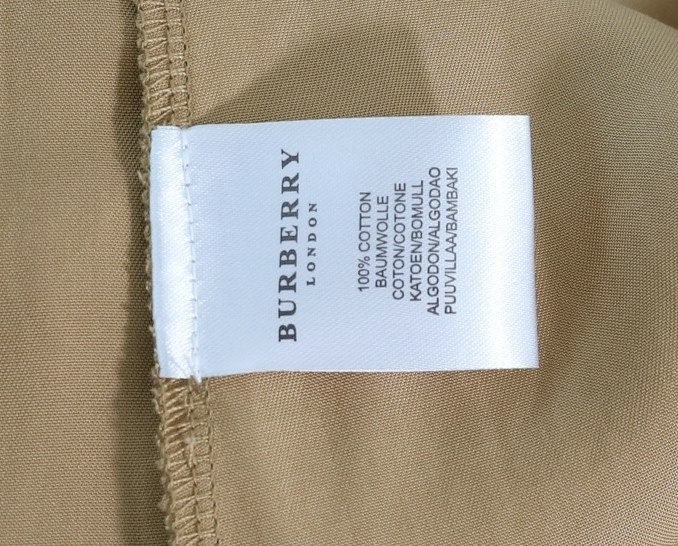 BURBERRY
LONDON
100% COTTON
BAUMWOLLE
COTON/COTONE
KATOEN/BOMULL
ALGODON/ALGODAO
PUUVILLAA/BAMBAKI